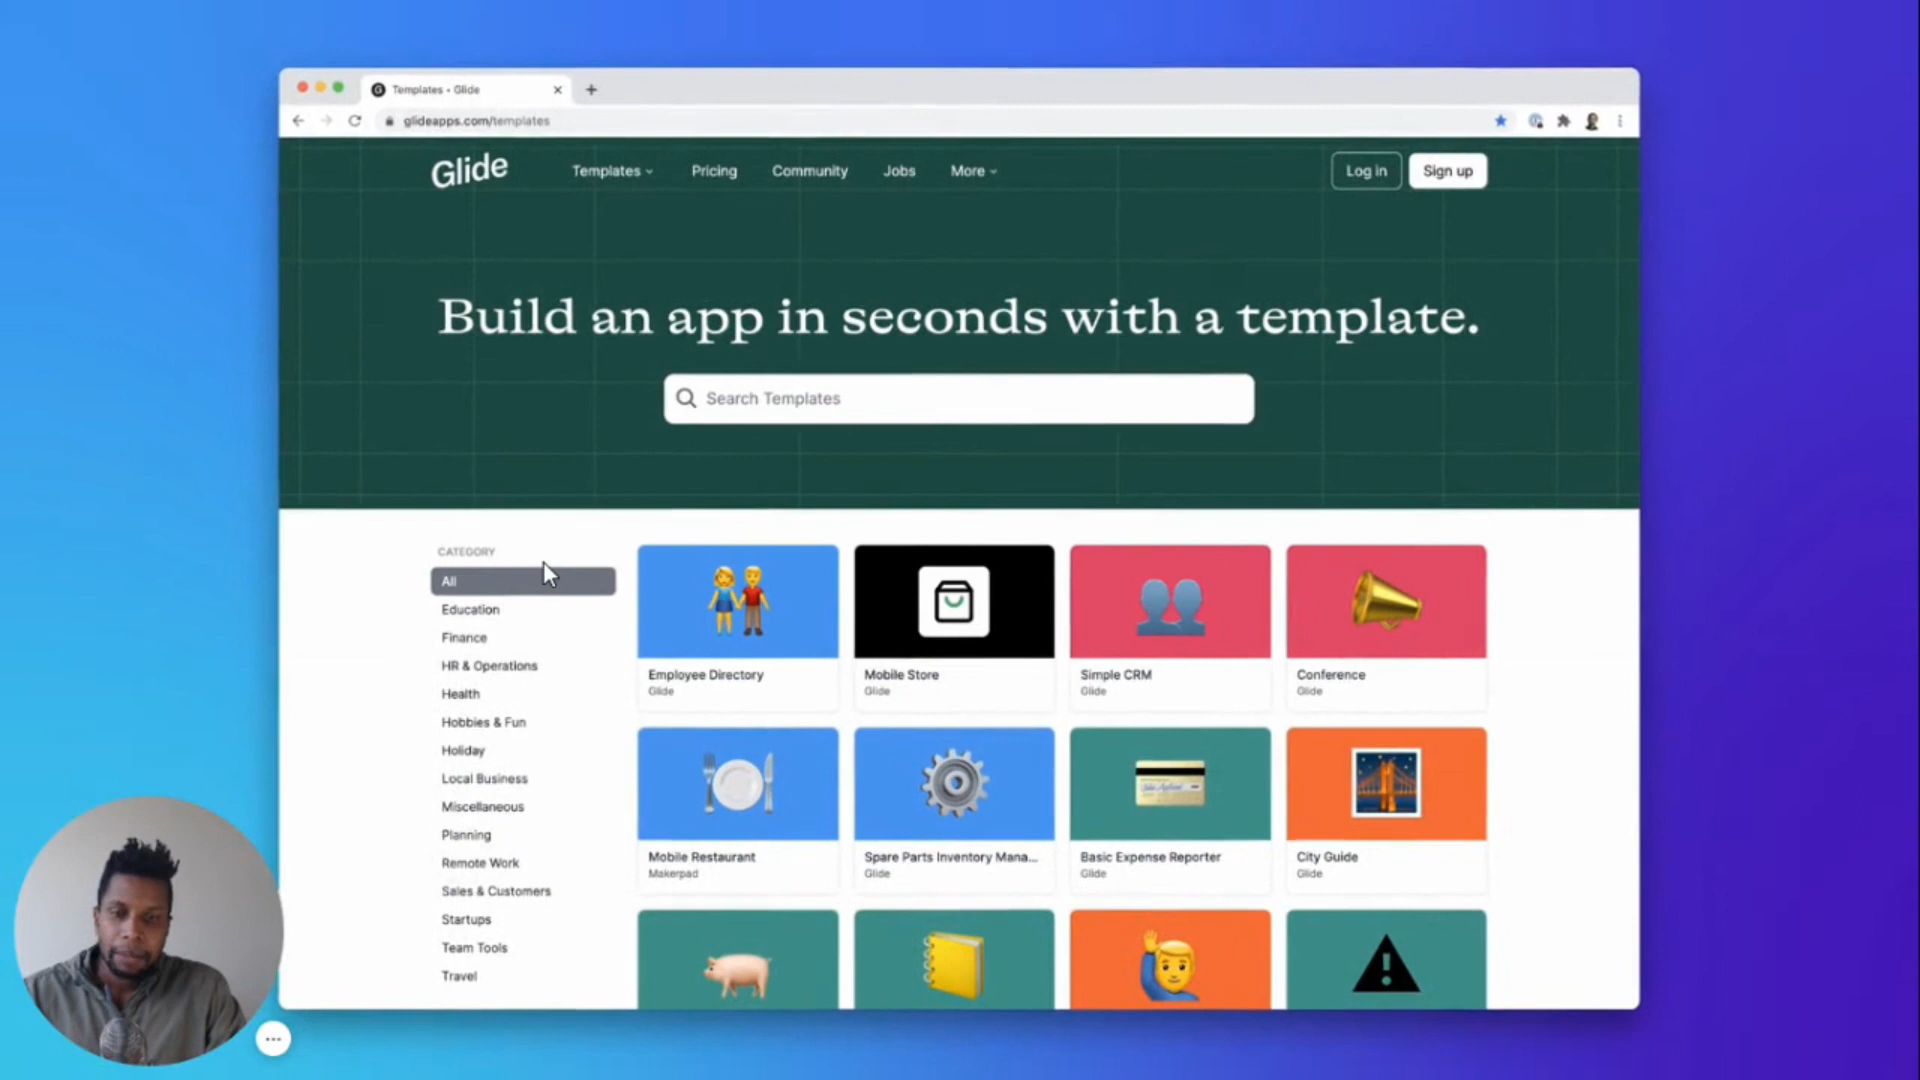 Templates • Glide
glideapps.com/templates
Glide
Templates
Pricing
Community
Jobs
More
Log in
Sign up
Build an app in seconds with a template.
Search Templates
CATEGORY
All
Education
Finance
HR & Operations
Health
Hobbies & Fun
Holiday
Local Business
Miscellaneous
Planning
Remote Work
Sales & Customers
Startups
Team Tools
Travel
Employee Directory
Glide
Mobile Store
Glide
Simple CRM
Glide
Conference
Glide
Mobile Restaurant
Makerpad
Spare Parts Inventory Mana...
Glide
Basic Expense Reporter
Glide
City Guide
Glide